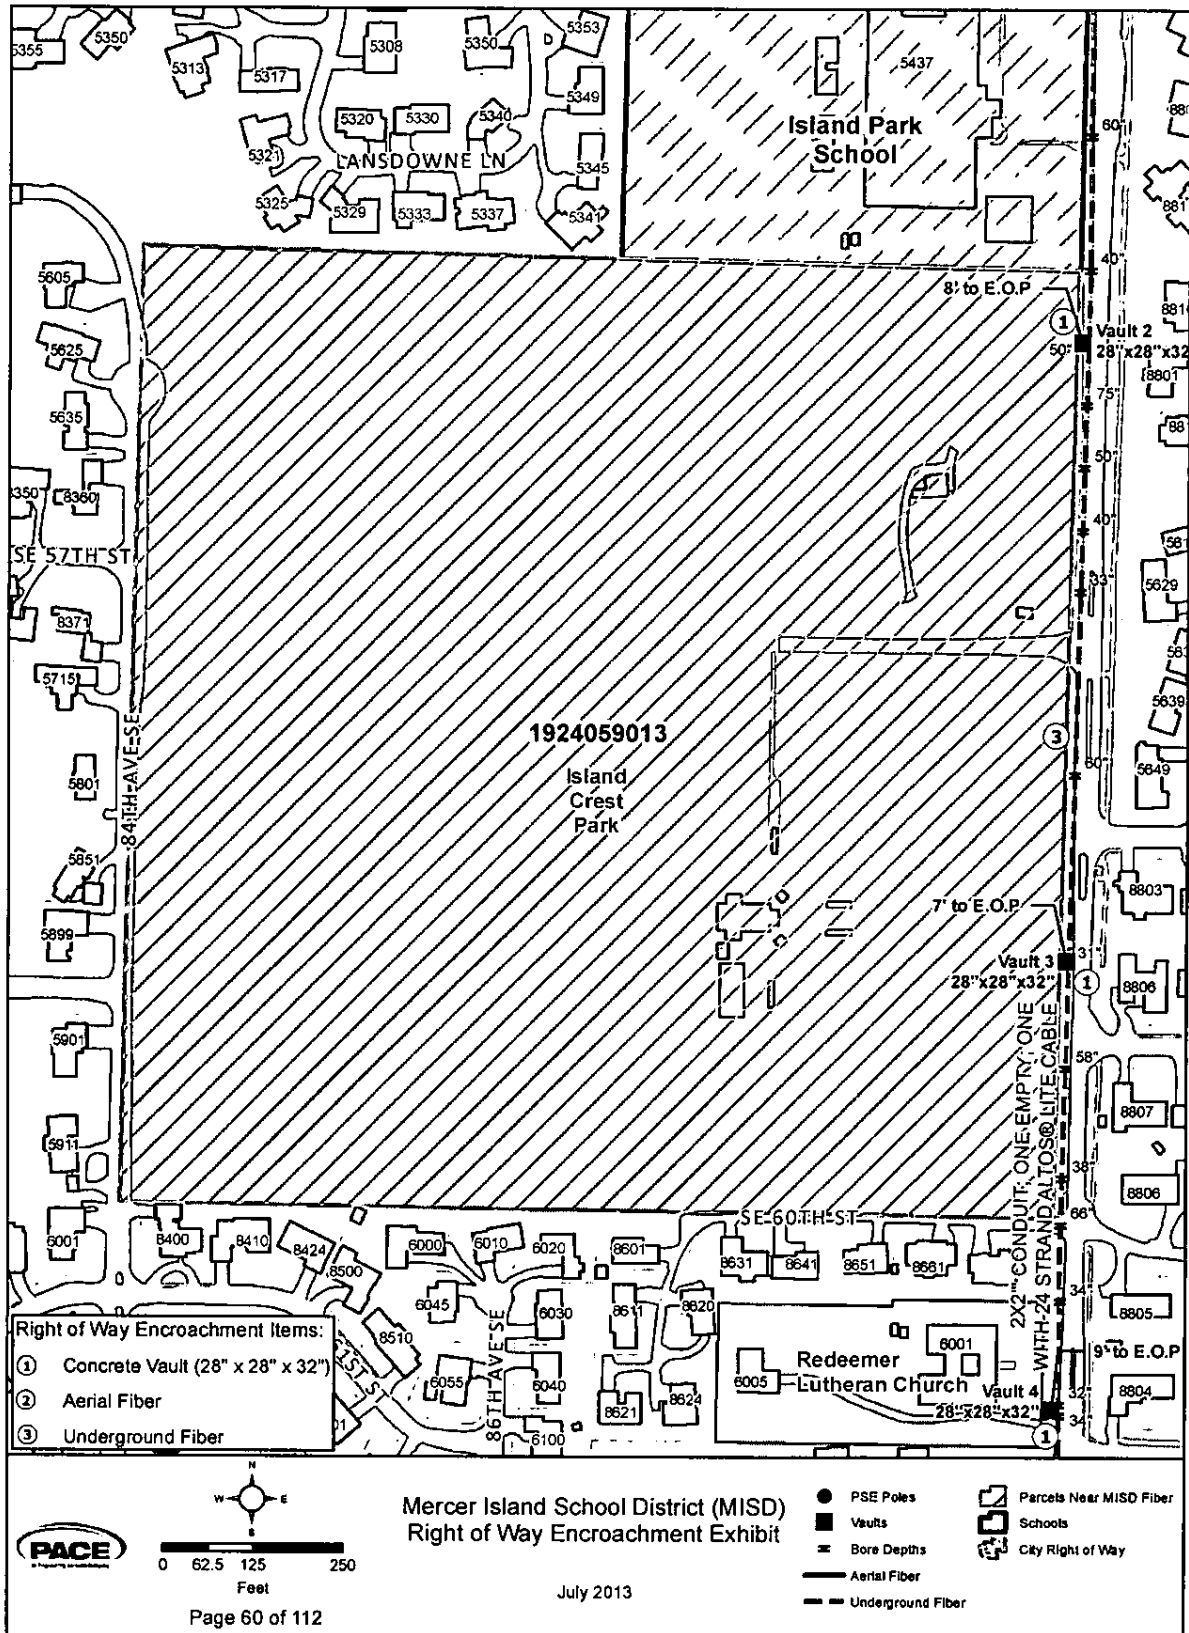 5355
5350
5313
5317
5308
5350
D
5353
5349
5437
60"
5320
5330
5340
5321
LANSDOWNE LN
5345
Island Park
School
5325
5329
5333
5337
5341
5605
40"
8' to E.O.P
1
Vault 2
28"x28"x32
50"
5625
8801
75"
5635
50"
8350
8360
40"
SE 57TH ST
33"
5629
8371
5715
5639
84TH AVE SE
1924059013
3
Island
Crest
Park
60"
5649
5801
5851
8803
7' to E.O.P
5899
Vault 3
28"x28"x32"
31"
1
8806
5901
58"
2X2" CONDUIT: ONE EMPTY, ONE
WITH 24 STRAND ALTOS® LITE CABLE
8807
5911
38"
8806
66"
SE 60TH ST
6001
8400
8410
8424
8500
6000
6010
6020
8601
8631
8641
8651
8661
34"
8805
6045
86TH AVE SE
6030
8611
8620
8510
6055
6040
8621
8624
6100
6005
Redeemer
Lutheran Church
6001
9' to E.O.P
Vault 4
28"x28"x32"
32"
34"
8804
1
Right of Way Encroachment Items:
1 Concrete Vault (28" x 28" x 32")
2 Aerial Fiber
3 Underground Fiber
N
W E
S
PACE
0 62.5 125 250
Feet
Page 60 of 112
Mercer Island School District (MISD)
Right of Way Encroachment Exhibit
July 2013
PSE Poles
Vaults
Bore Depths
Aerial Fiber
Underground Fiber
Parcels Near MISD Fiber
Schools
City Right of Way